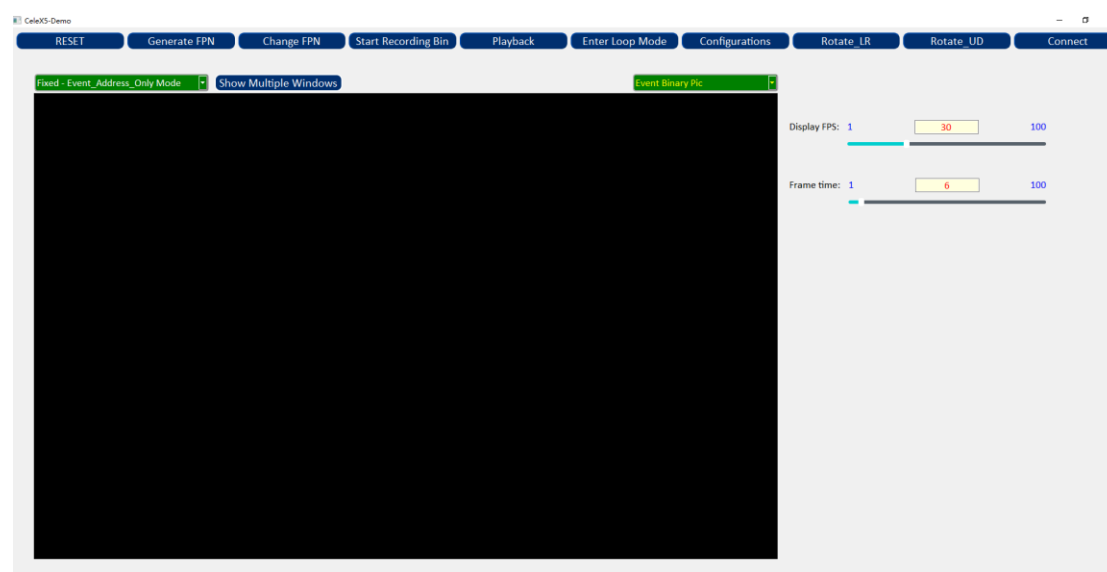 CeleX5-Demo
RESET Generate FPN Change FPN Start Recording Bin Playback Enter Loop Mode Configurations Rotate_LR Rotate_UD Connect
Fixed - Event_Address_Only Mode Show Multiple Windows Event Binary Pic
Display FPS: 1 30 100
Frame time: 1 6 100